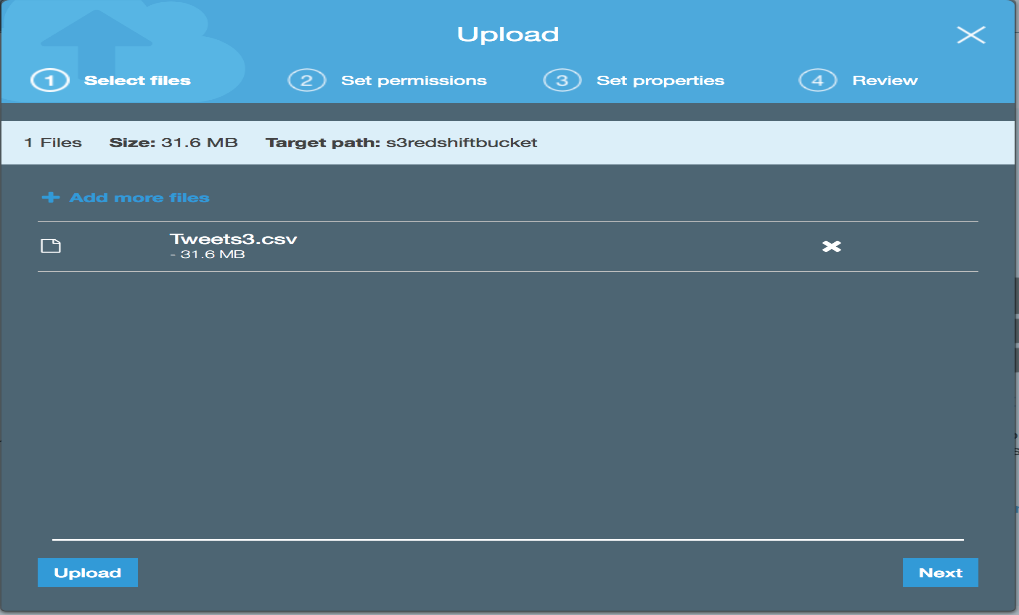 Upload
1 Select files 2 Set permissions 3 Set properties 4 Review
1 Files Size: 31.6 MB Target path: s3redshiftbucket
Add more files
Tweets3.csv
- 31.6 MB
Upload Next